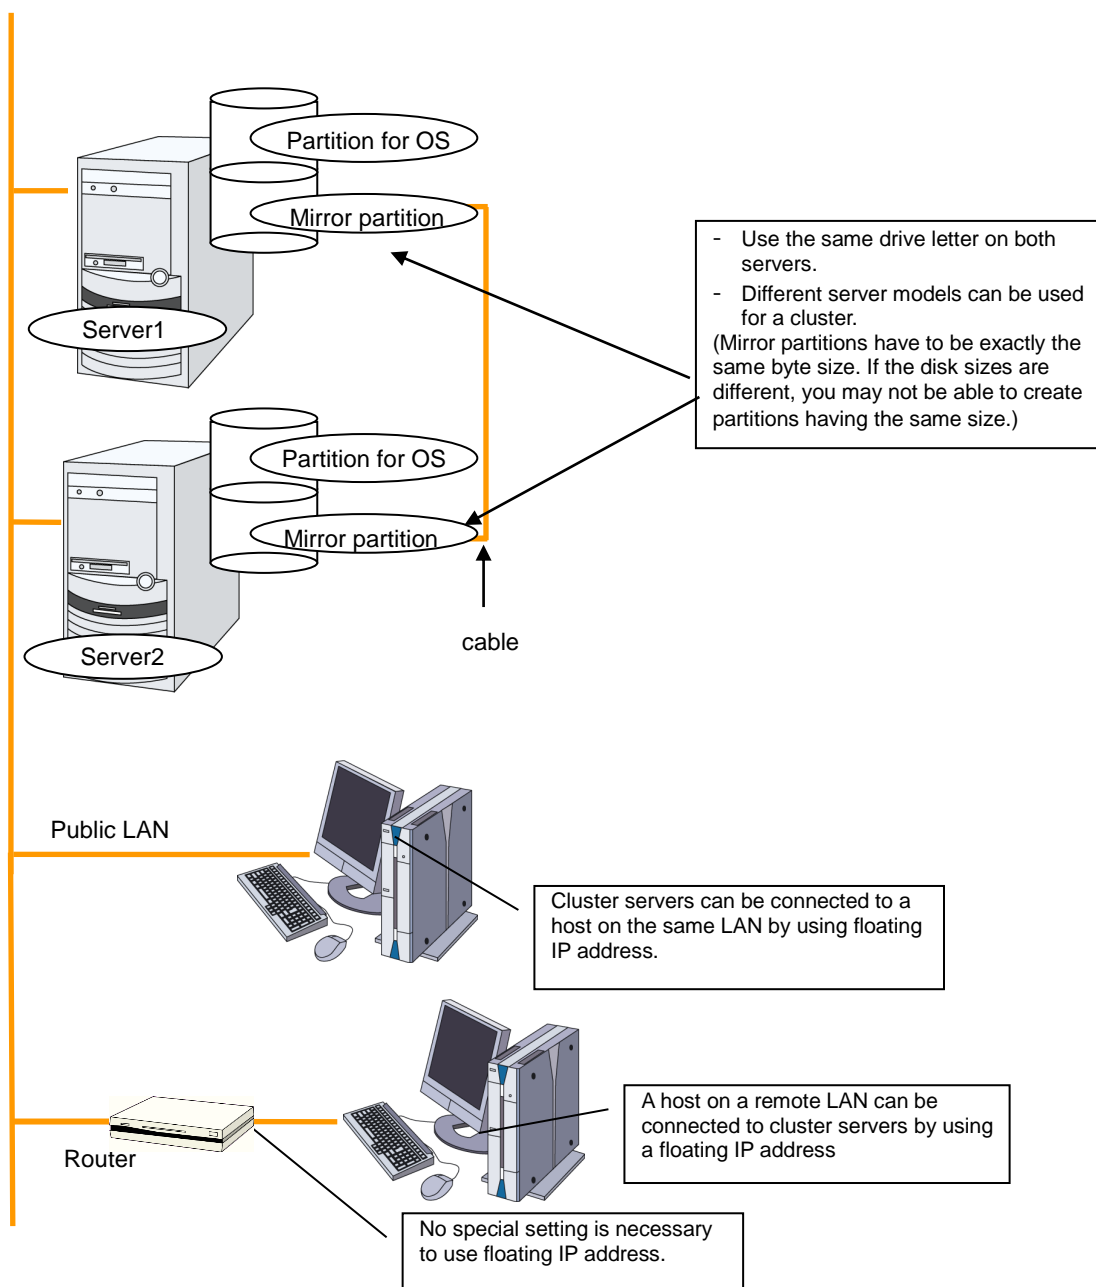 Partition for OS
Mirror partition
Server1
- Use the same drive letter on both
servers.
- Different server models can be used
for a cluster.
(Mirror partitions have to be exactly the
same byte size. If the disk sizes are
different, you may not be able to create
partitions having the same size.)
Partition for OS
Mirror partition
Server2
cable
Public LAN
Cluster servers can be connected to a
host on the same LAN by using floating
IP address.
A host on a remote LAN can be
connected to cluster servers by using
a floating IP address
Router
No special setting is necessary
to use floating IP address.